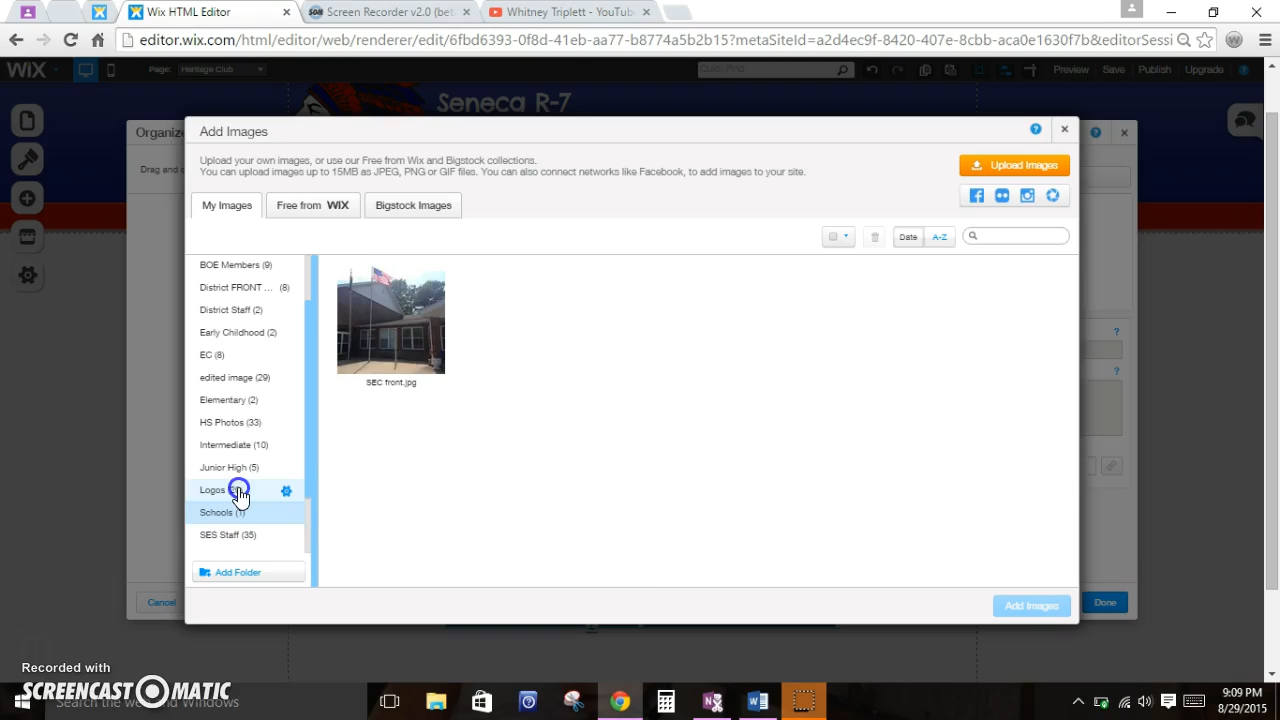 Wix HTML Editor
Screen Recorder v2.0 (bet
Whitney Triplett - YouTub
editor.wix.com/html/editor/web/renderer/edit/6fbd6393-0f8d-41eb-aa77-b8774a5b2b15?metaSiteId=a2d4ec9f-8420-407e-8cbb-aca0e1630f7b&editorSessi
WIX
Page:
Heritage Club
Quick Find
Preview
Save
Publish
Upgrade
Seneca R-7
Organize
Drag and
Add Images
Upload your own images, or use our Free from Wix and Bigstock collections.
You can upload images up to 15MB as JPEG, PNG or GIF files. You can also connect networks like Facebook, to add images to your site.
Upload Images
My Images
Free from WIX
Bigstock Images
Date
A-Z
BOE Members (9)
District FRONT ... (8)
District Staff (2)
Early Childhood (2)
EC (8)
edited image (29)
Elementary (2)
HS Photos (33)
Intermediate (10)
Junior High (5)
Logos
Schools (1)
SES Staff (35)
SEC front.jpg
Add Folder
Add Images
Cancel
Done
Recorded with
SCREENCAST-O-MATIC
Search the web and Windows
9:09 PM
8/29/2015